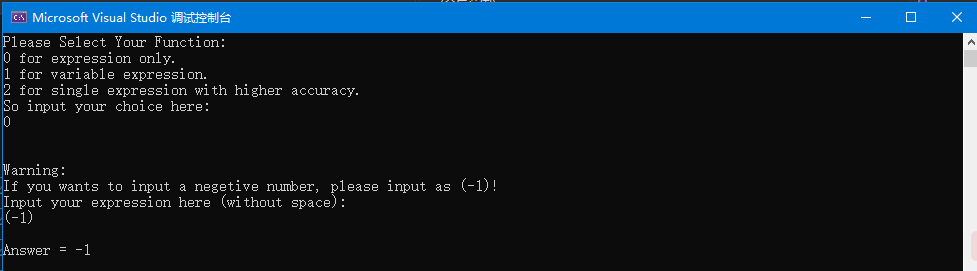 Microsoft Visual Studio 调试控制台
Please Select Your Function:
0 for expression only.
1 for variable expression.
2 for single expression with higher accuracy.
So input your choice here:
0
Warning:
If you wants to input a negetive number, please input as (-1)!
Input your expression here (without space):
(-1)
Answer = -1